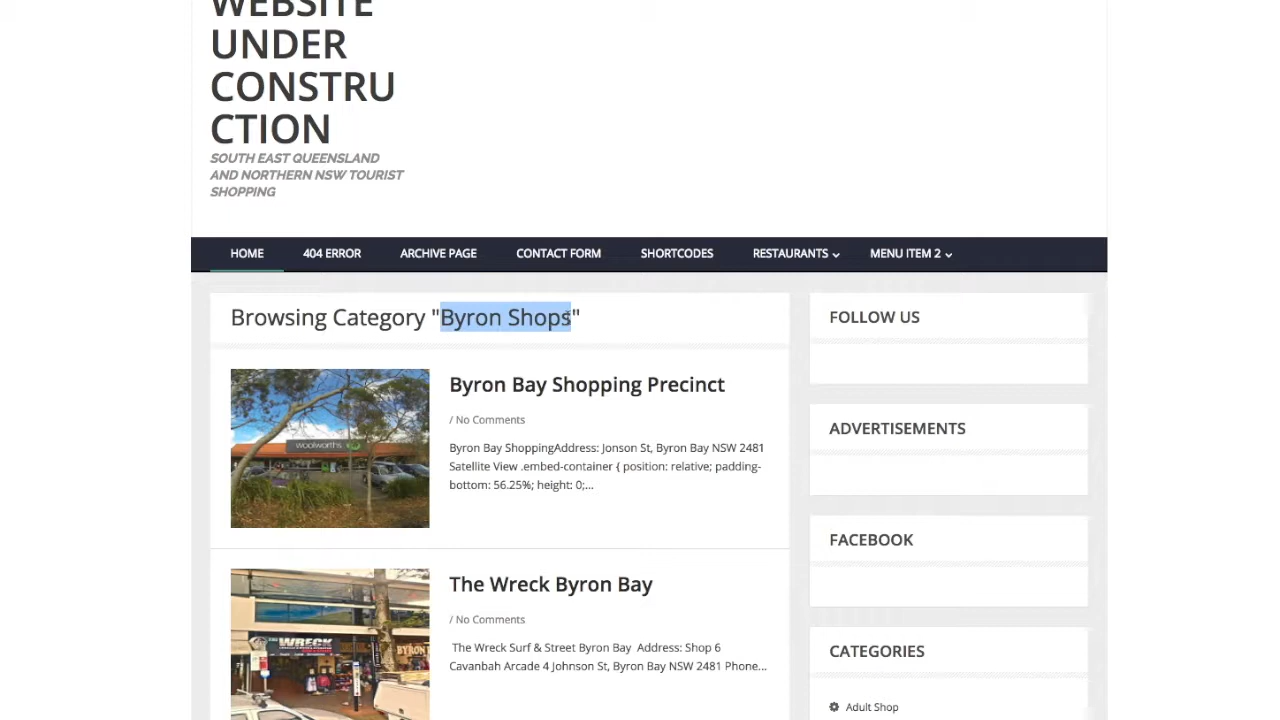 WEBSITE
UNDER
CONSTRU
CTION
SOUTH EAST QUEENSLAND
AND NORTHERN NSW TOURIST
SHOPPING
HOME 404 ERROR ARCHIVE PAGE CONTACT FORM SHORTCODES RESTAURANTS MENU ITEM 2
Browsing Category "Byron Shops"
woolworths
Byron Bay Shopping Precinct
/ No Comments
Byron Bay ShoppingAddress: Jonson St, Byron Bay NSW 2481
Satellite View .embed-container { position: relative; padding-
bottom: 56.25%; height: 0;...
WRECK
BYRON
The Wreck Byron Bay
/ No Comments
The Wreck Surf & Street Byron Bay Address: Shop 6
Cavanbah Arcade 4 Johnson St, Byron Bay NSW 2481 Phone...
FOLLOW US
ADVERTISEMENTS
FACEBOOK
CATEGORIES
Adult Shop